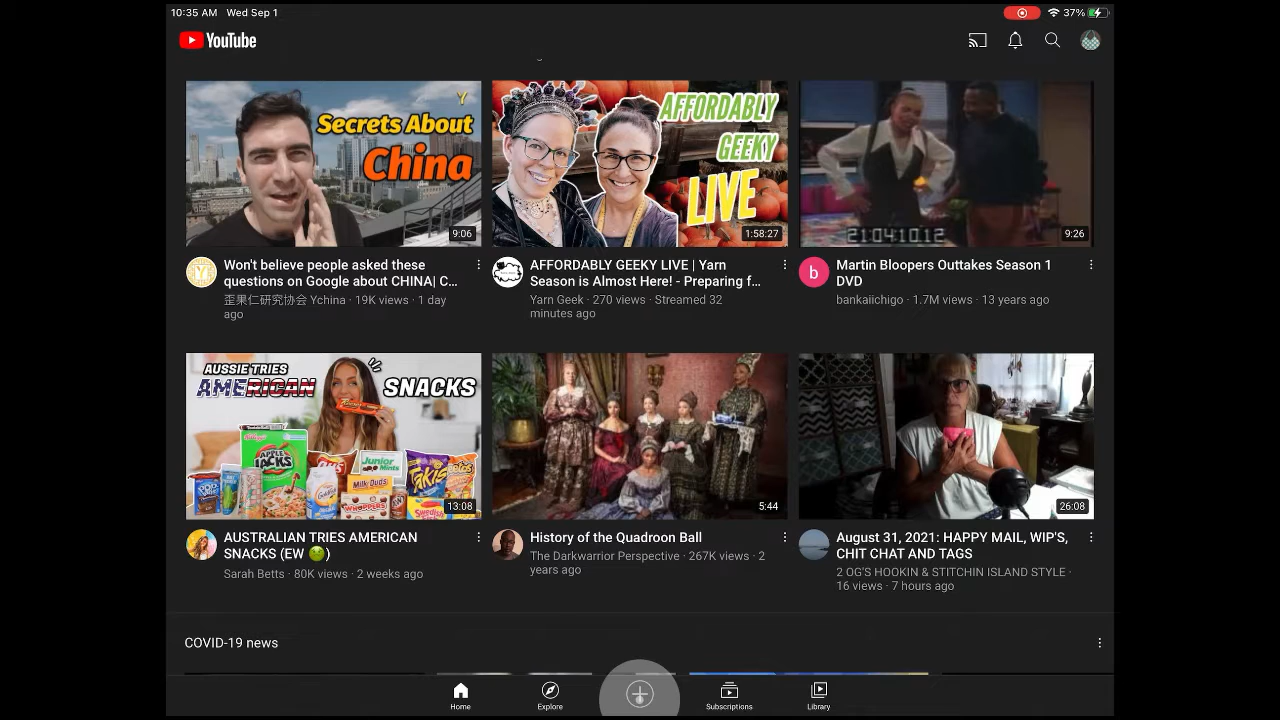 10:35 AM Wed Sep 1
37%
YouTube
Y
Secrets About
China
9:06
AFFORDABLY
GEEKY
LIVE
1:58:27
21:04:10.12
9:26
Y
Won't believe people asked these
questions on Google about CHINA| C...
歪果仁研究协会 Ychina · 19K views · 1 day
ago
AFFORDABLY GEEKY LIVE | Yarn
Season is Almost Here! - Preparing f...
Yarn Geek · 270 views · Streamed 32
minutes ago
b
Martin Bloopers Outtakes Season 1
DVD
bankaiichigo · 1.7M views · 13 years ago
AUSSIE TRIES
AMERICAN SNACKS
Kellogg's
APPLE
JACKS
POP
Goldfish
Junior
Mints
Milk Duds
WHOPPERS
TAKIS
Swedish
13:08
5:44
26:08
AUSTRALIAN TRIES AMERICAN
SNACKS (EW 🤢)
Sarah Betts · 80K views · 2 weeks ago
History of the Quadroon Ball
The Darkwarrior Perspective · 267K views · 2
years ago
August 31, 2021: HAPPY MAIL, WIP'S,
CHIT CHAT AND TAGS
2 OG'S HOOKIN & STITCHIN ISLAND STYLE ·
16 views · 7 hours ago
COVID-19 news
Home
Explore
Subscriptions
Library